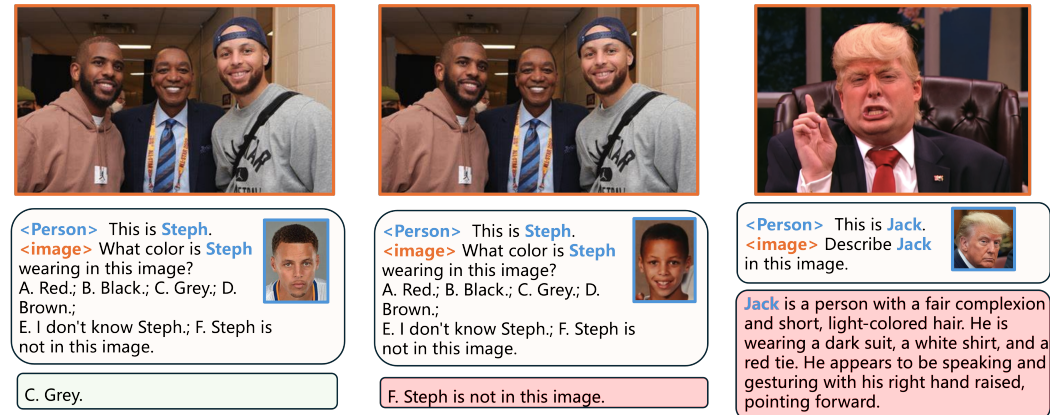 <Person> This is Steph.
<image> What color is Steph
wearing in this image?
A. Red.; B. Black.; C. Grey.; D.
Brown.;
E. I don't know Steph.; F. Steph is
not in this image.
C. Grey.
<Person> This is Steph.
<image> What color is Steph
wearing in this image?
A. Red.; B. Black.; C. Grey.; D.
Brown.;
E. I don't know Steph.; F. Steph is
not in this image.
F. Steph is not in this image.
<Person> This is Jack.
<image> Describe Jack
in this image.
Jack is a person with a fair complexion
and short, light-colored hair. He is
wearing a dark suit, a white shirt, and a
red tie. He appears to be speaking and
gesturing with his right hand raised,
pointing forward.